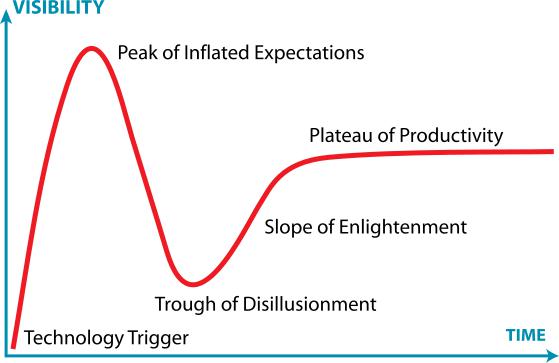 VISIBILITY
Peak of Inflated Expectations
Plateau of Productivity
Slope of Enlightenment
Trough of Disillusionment
Technology Trigger
TIME